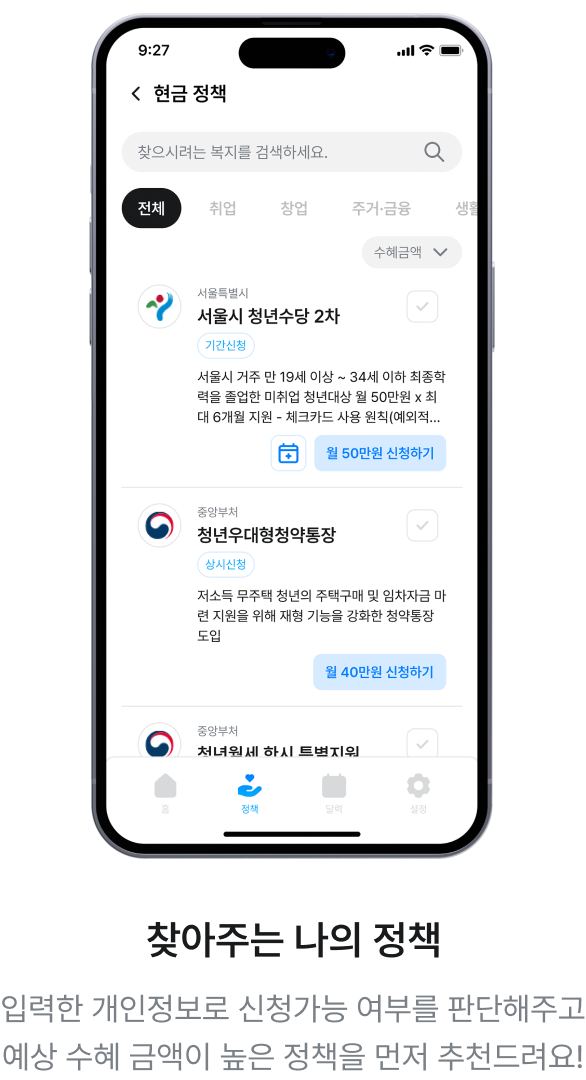 9:27
현금 정책
찾으시려는 복지를 검색하세요.
전체 취업 창업 주거·금융 생활
수혜금액
서울특별시
서울시 청년수당 2차
기간신청
서울시 거주 만 19세 이상 ~ 34세 이하 최종학
력을 졸업한 미취업 청년대상 월 50만원 x 최
대 6개월 지원 - 체크카드 사용 원칙(예외적...
월 50만원 신청하기
중앙부처
청년우대형청약통장
상시신청
저소득 무주택 청년의 주택구매 및 임차자금 마
련 지원을 위해 재형 기능을 강화한 청약통장
도입
월 40만원 신청하기
중앙부처
청년월세 한시 특별지원
홈 정책 달력 설정
찾아주는 나의 정책
입력한 개인정보로 신청가능 여부를 판단해주고
예상 수혜 금액이 높은 정책을 먼저 추천드려요!